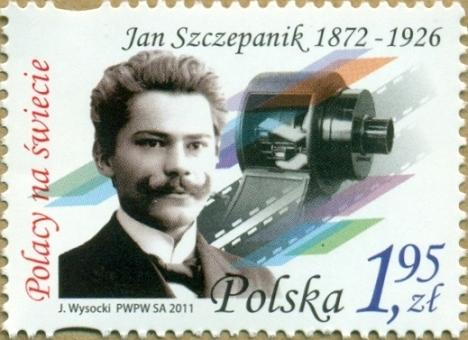 Jan Szczepanik 1872 - 1926
Polacy na świecie
J. Wysocki PWPW SA 2011
Polska 1,95 zł